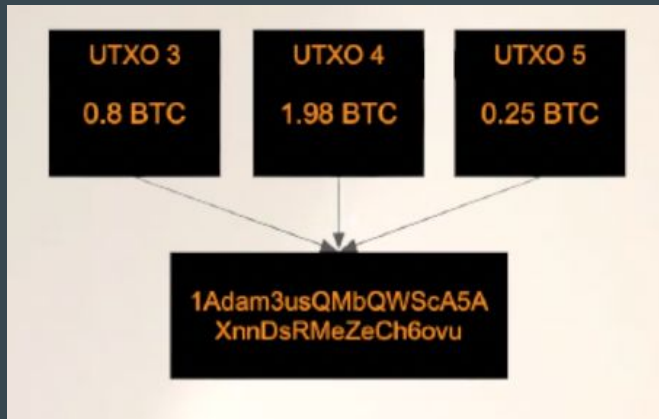 UTXO 3
0.8 BTC
UTXO 4
1.98 BTC
UTXO 5
0.25 BTC
1Adam3usQMbQWScA5A
XnnDsRMeZeCh6ovu